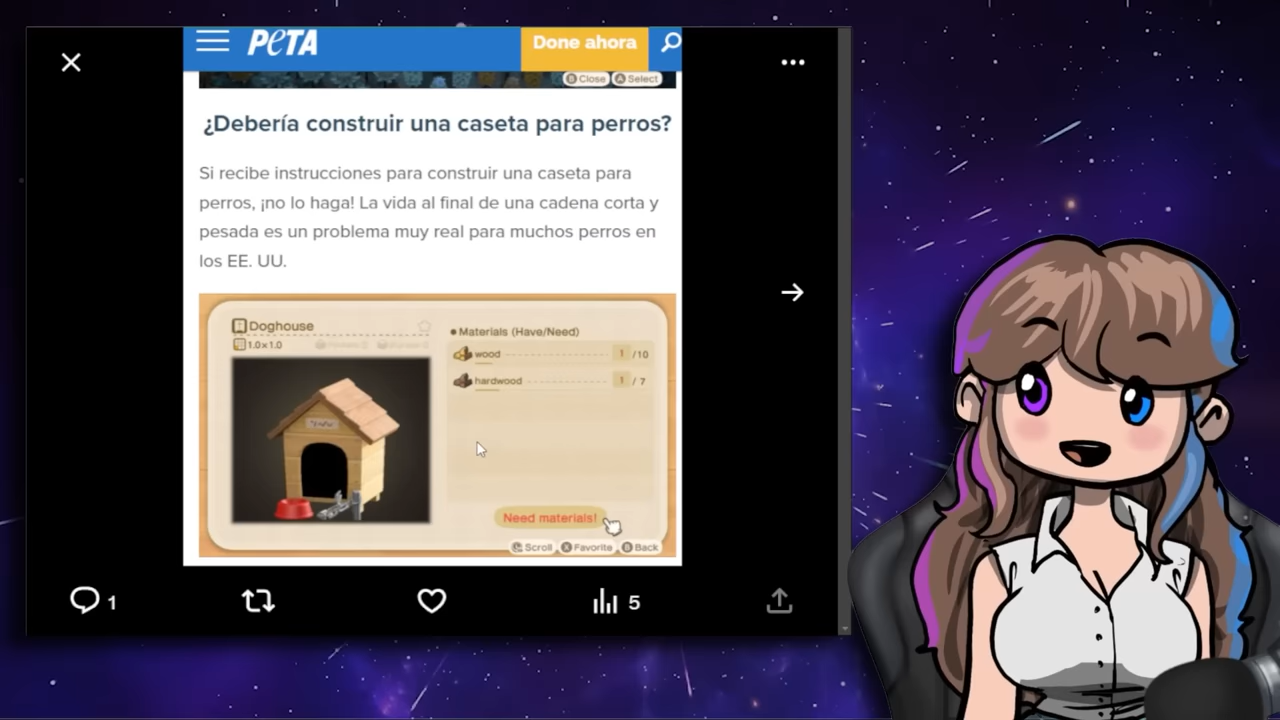 PETA
Done ahora
B Close A Select
¿Debería construir una caseta para perros?
Si recibe instrucciones para construir una caseta para
perros, ¡no lo haga! La vida al final de una cadena corta y
pesada es un problema muy real para muchos perros en
los EE. UU.
Doghouse
1.0×1.0
Materials (Have/Need)
wood 1 /10
hardwood 1 / 7
Need materials!
Scroll X Favorite B Back
1
5